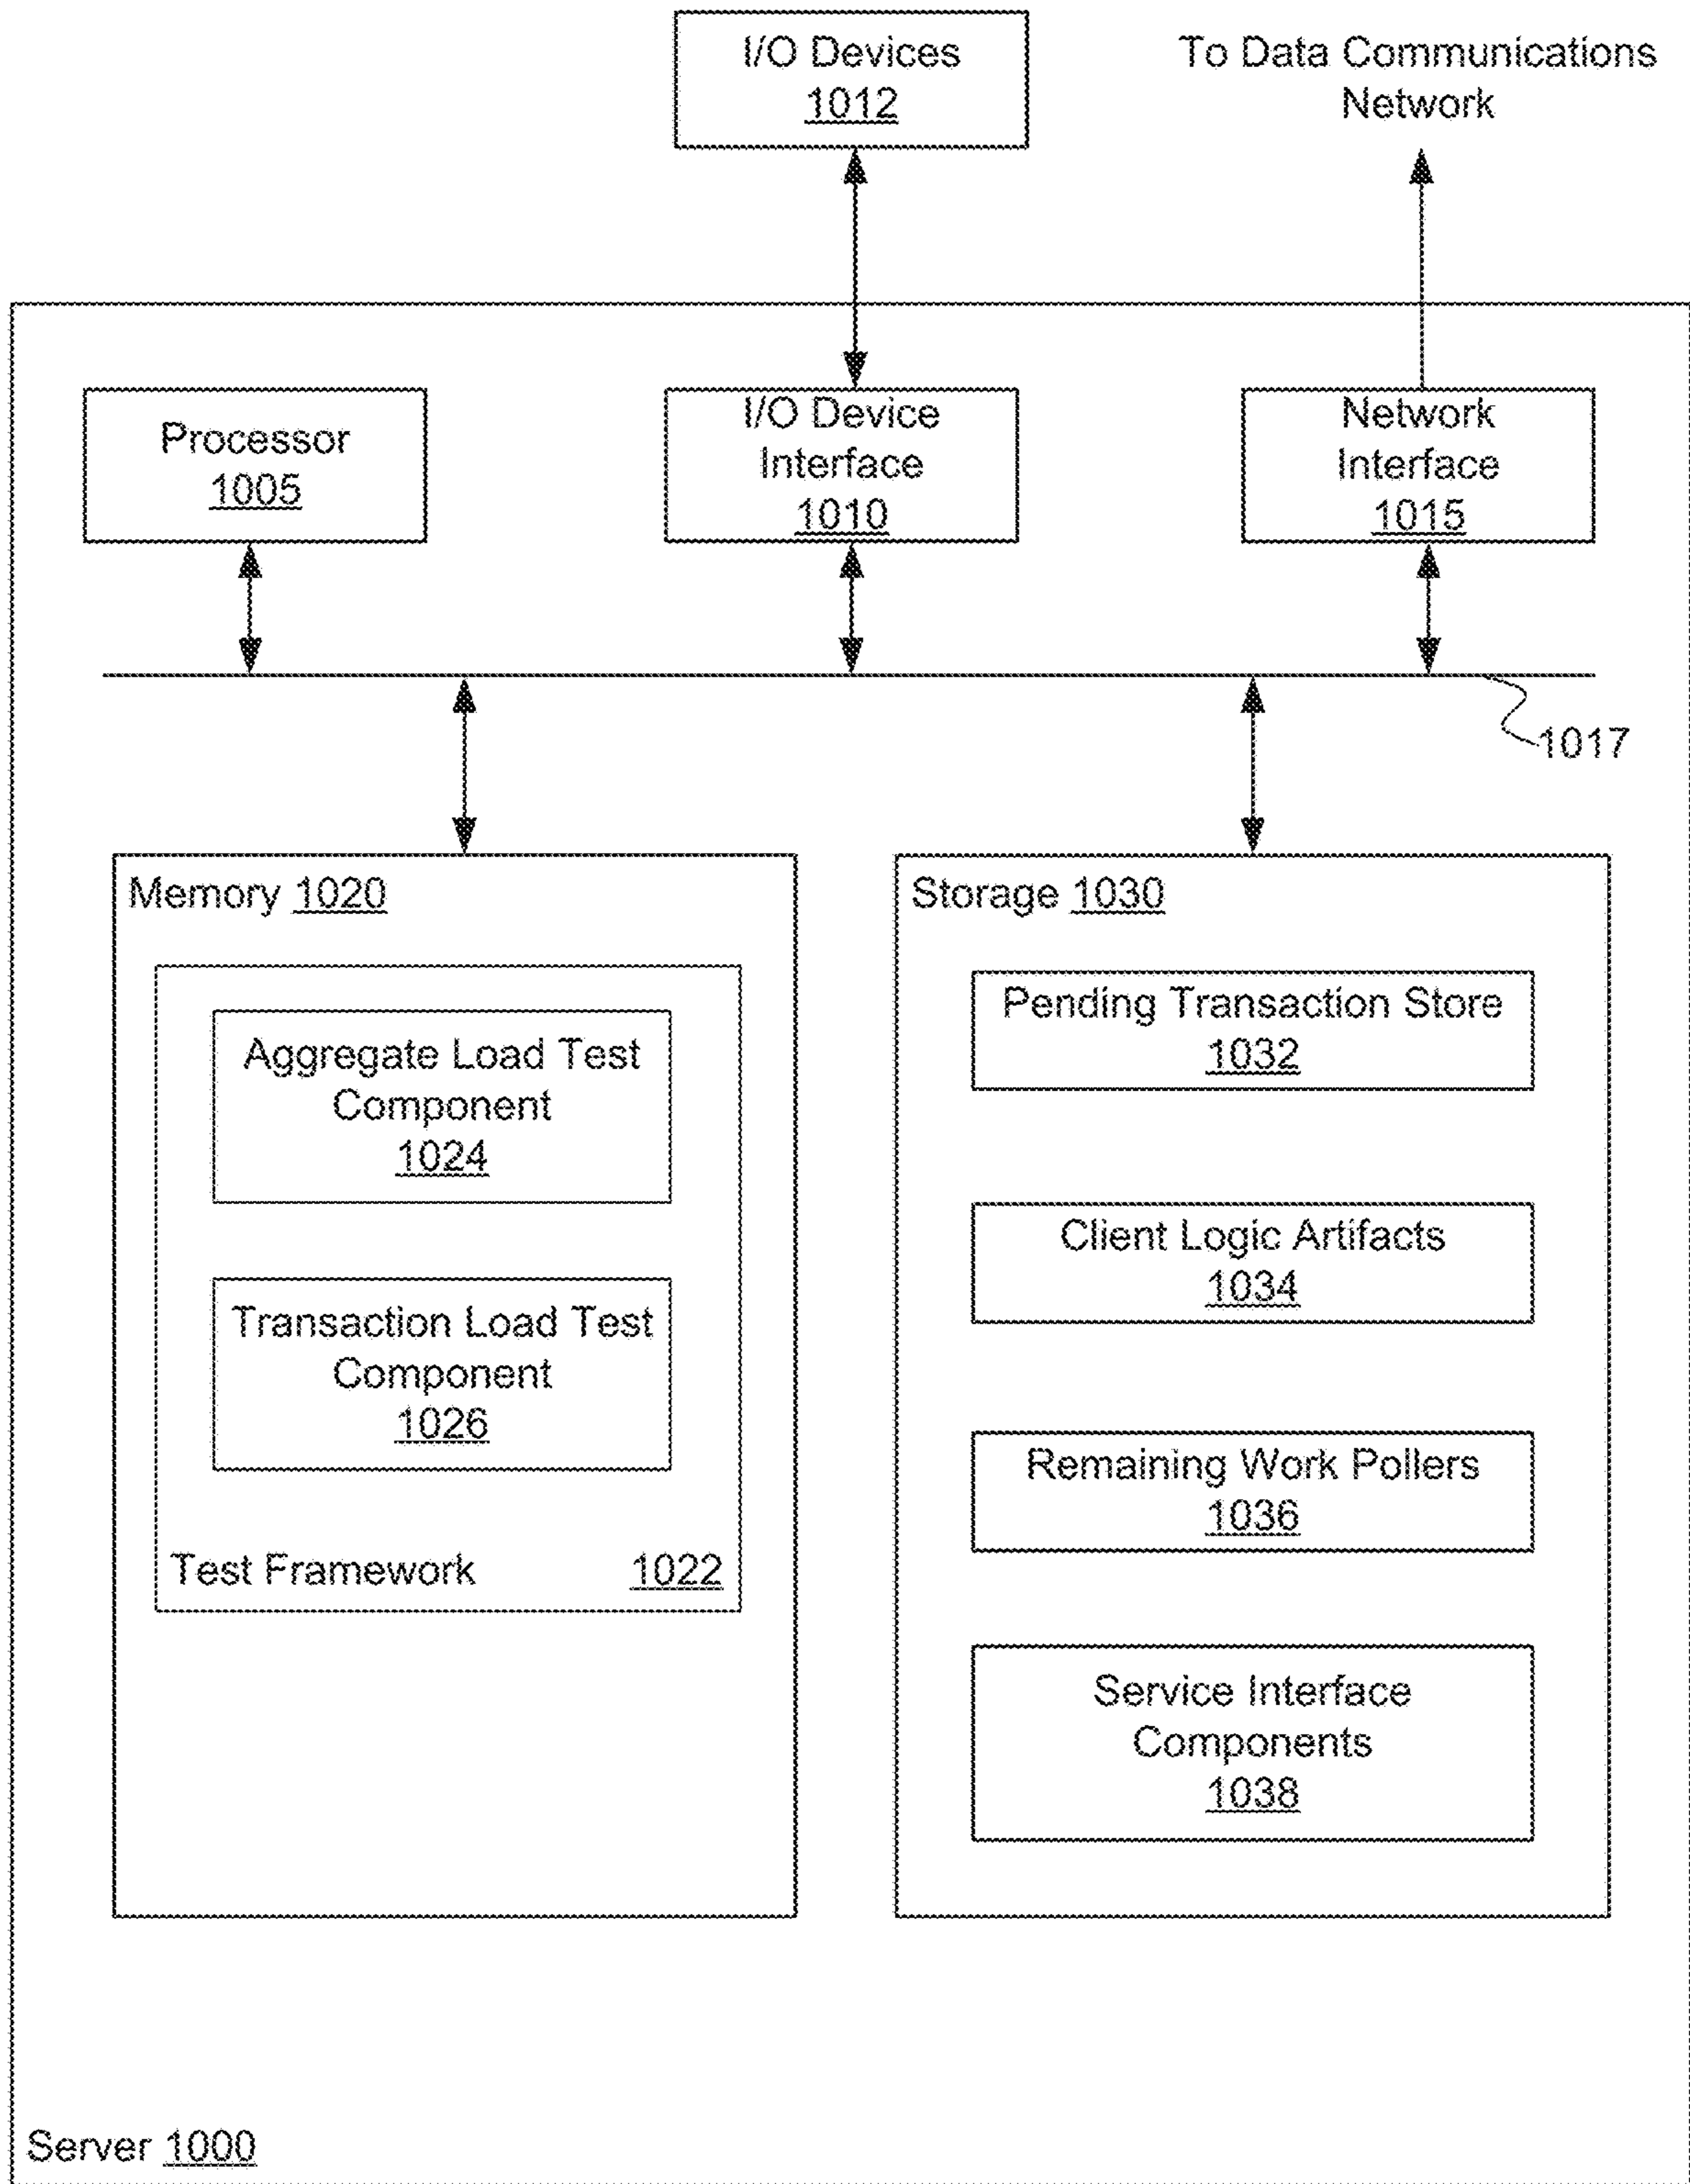 I/O Devices
1012
To Data Communications
Network
Processor
1005
I/O Device
Interface
1010
Network
Interface
1015
1017
Memory 1020
Aggregate Load Test
Component
1024
Transaction Load Test
Component
1026
Test Framework 1022
Storage 1030
Pending Transaction Store
1032
Client Logic Artifacts
1034
Remaining Work Pollers
1036
Service Interface
Components
1038
Server 1000